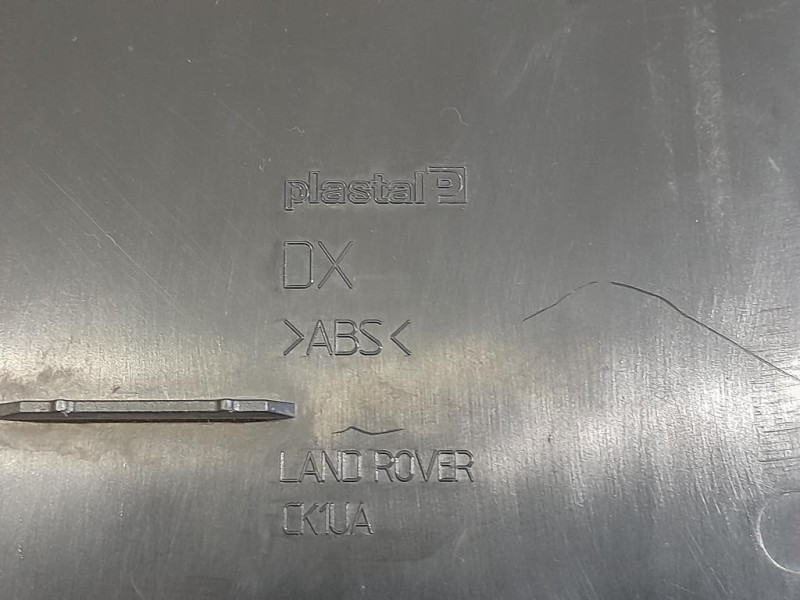 plastal P
DX
>ABS<
LAND ROVER
CK1UA